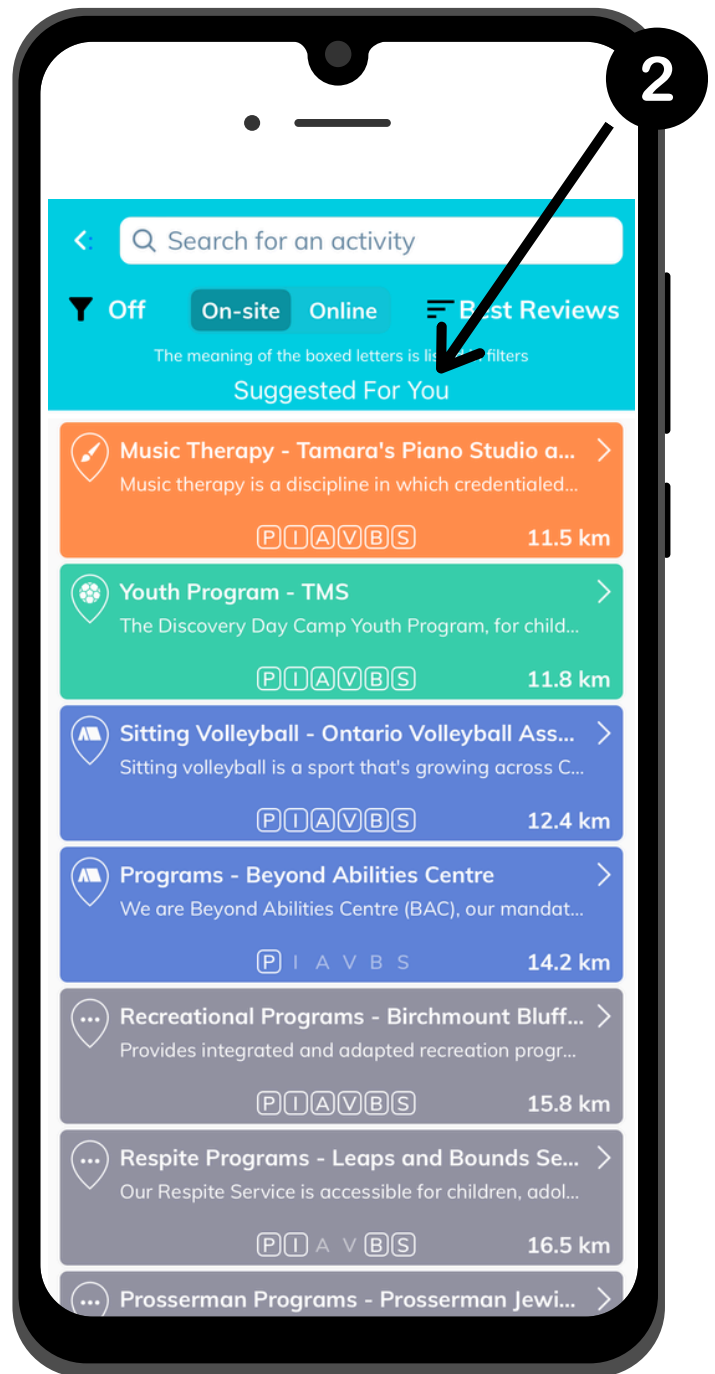 2
Search for an activity
Off On-site Online Best Reviews
The meaning of the boxed letters is listed in filters
Suggested For You
Music Therapy - Tamara's Piano Studio a...
Music therapy is a discipline in which credentialed...
P I A V B S 11.5 km
Youth Program - TMS
The Discovery Day Camp Youth Program, for child...
P I A V B S 11.8 km
Sitting Volleyball - Ontario Volleyball Ass...
Sitting volleyball is a sport that's growing across C...
P I A V B S 12.4 km
Programs - Beyond Abilities Centre
We are Beyond Abilities Centre (BAC), our mandat...
P I A V B S 14.2 km
Recreational Programs - Birchmount Bluff...
Provides integrated and adapted recreation progr...
P I A V B S 15.8 km
Respite Programs - Leaps and Bounds Se...
Our Respite Service is accessible for children, adol...
P I A V B S 16.5 km
Prosserman Programs - Prosserman Jewi...